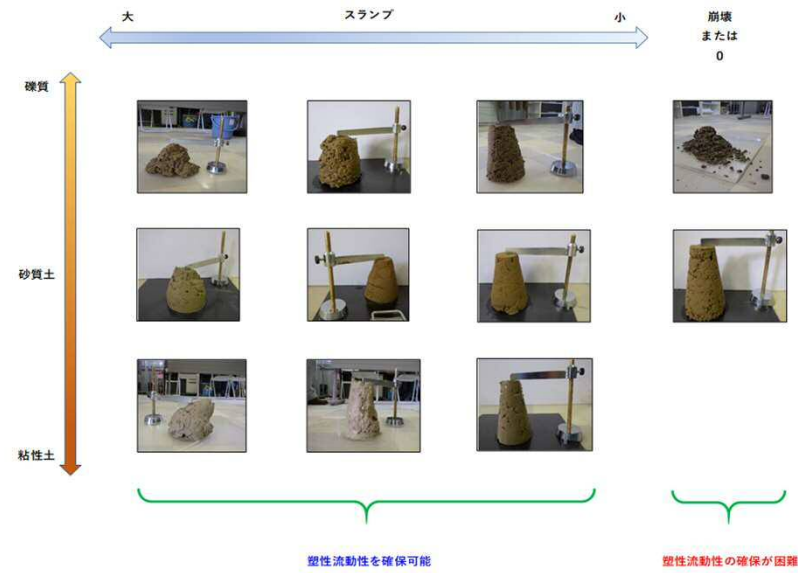 大
スランプ
小
崩壊
または
0
礫質
砂質土
粘性土
塑性流動性を確保可能
塑性流動性の確保が困難